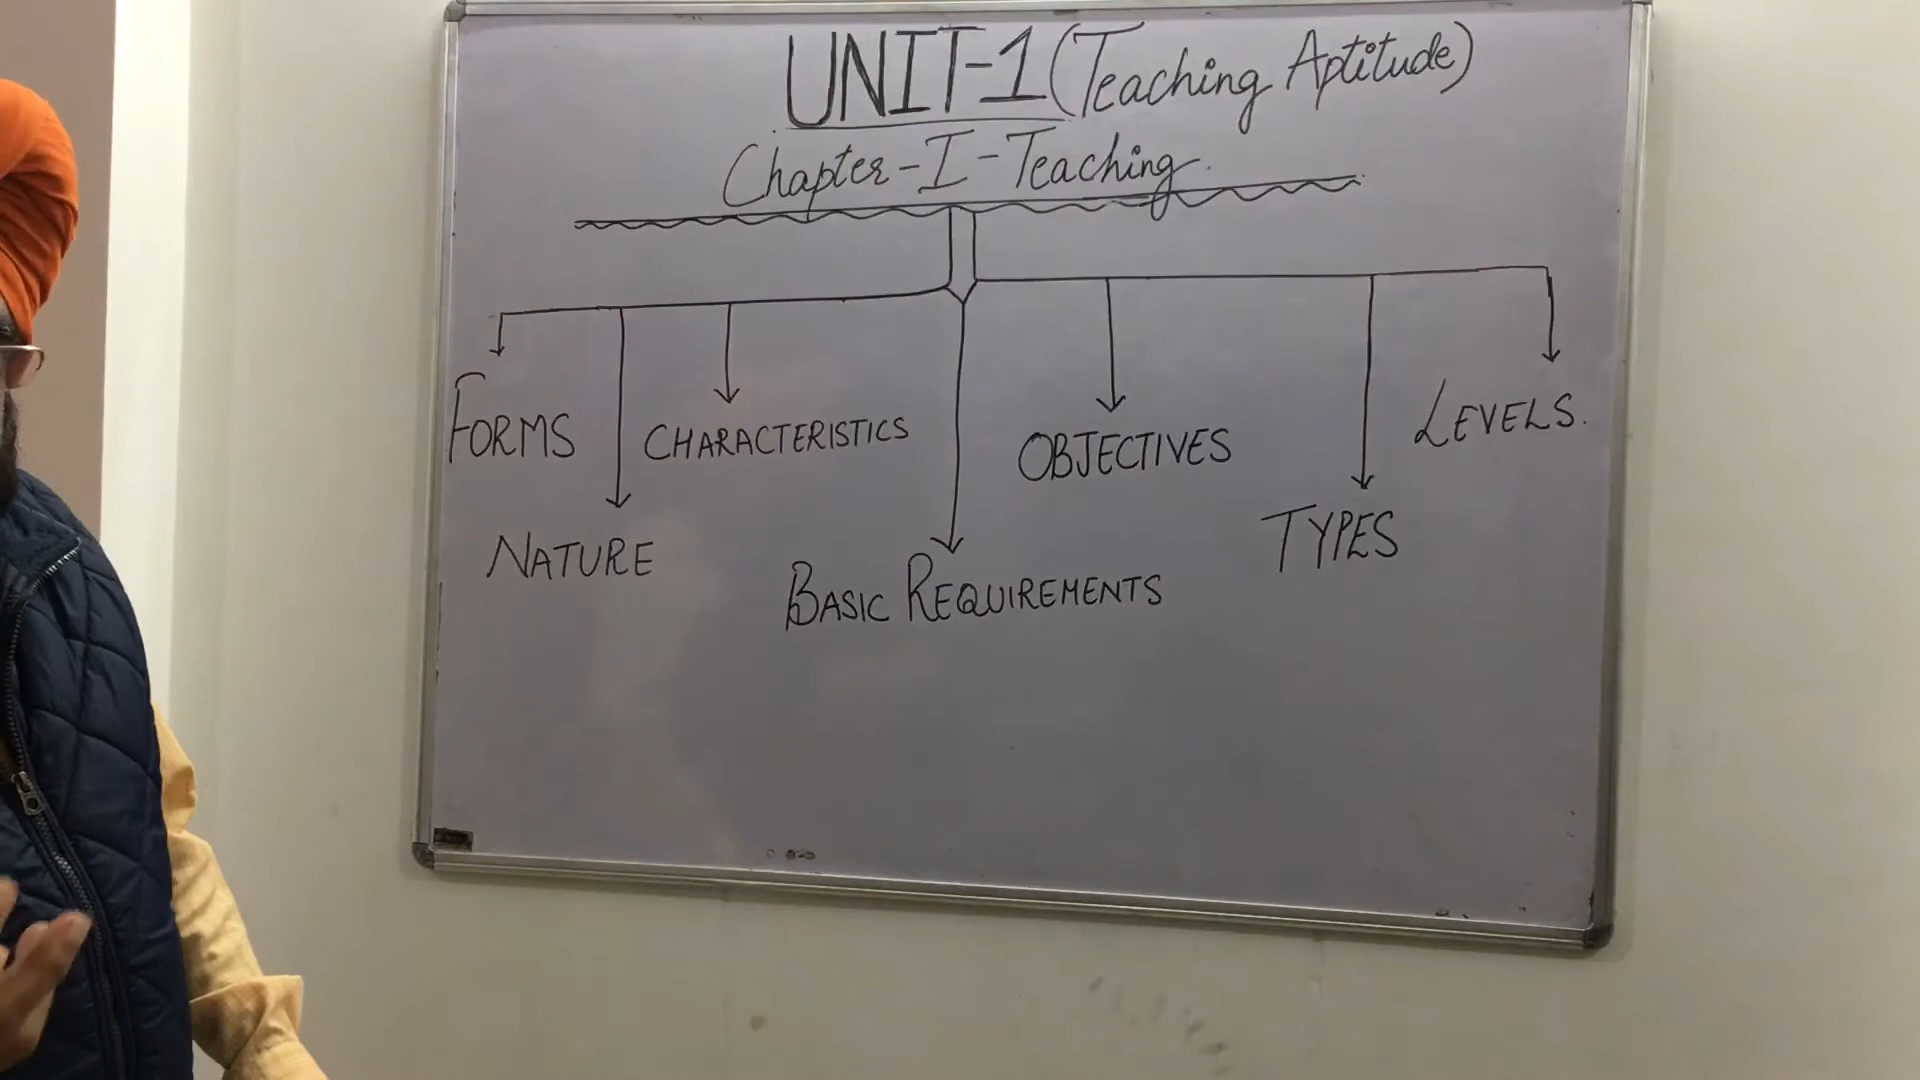 UNIT-1 (Teaching Aptitude)
Chapter-I-Teaching.
FORMS
NATURE
CHARACTERISTICS
BASIC REQUIREMENTS
OBJECTIVES
TYPES
LEVELS.